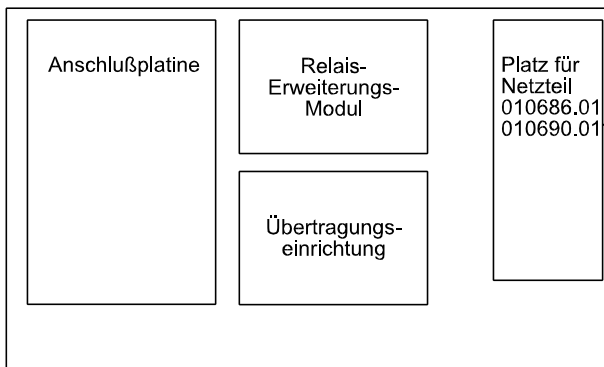 Anschlußplatine
Relais-
Erweiterungs-
Modul
Übertragungs-
einrichtung
Platz für
Netzteil
010686.01
010690.01